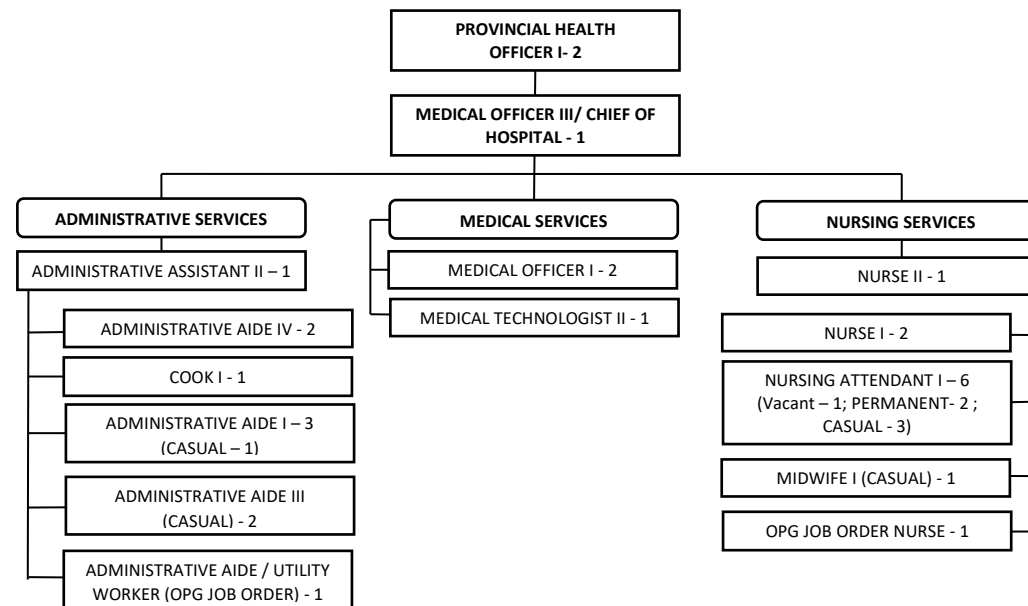 PROVINCIAL HEALTH
OFFICER I- 2
MEDICAL OFFICER III/ CHIEF OF
HOSPITAL - 1
ADMINISTRATIVE SERVICES
ADMINISTRATIVE ASSISTANT II – 1
ADMINISTRATIVE AIDE IV - 2
COOK I - 1
ADMINISTRATIVE AIDE I – 3
(CASUAL – 1)
ADMINISTRATIVE AIDE III
(CASUAL) - 2
ADMINISTRATIVE AIDE / UTILITY
WORKER (OPG JOB ORDER) - 1
MEDICAL SERVICES
MEDICAL OFFICER I - 2
MEDICAL TECHNOLOGIST II - 1
NURSING SERVICES
NURSE II - 1
NURSE I - 2
NURSING ATTENDANT I – 6
(Vacant – 1; PERMANENT- 2 ;
CASUAL - 3)
MIDWIFE I (CASUAL) - 1
OPG JOB ORDER NURSE - 1